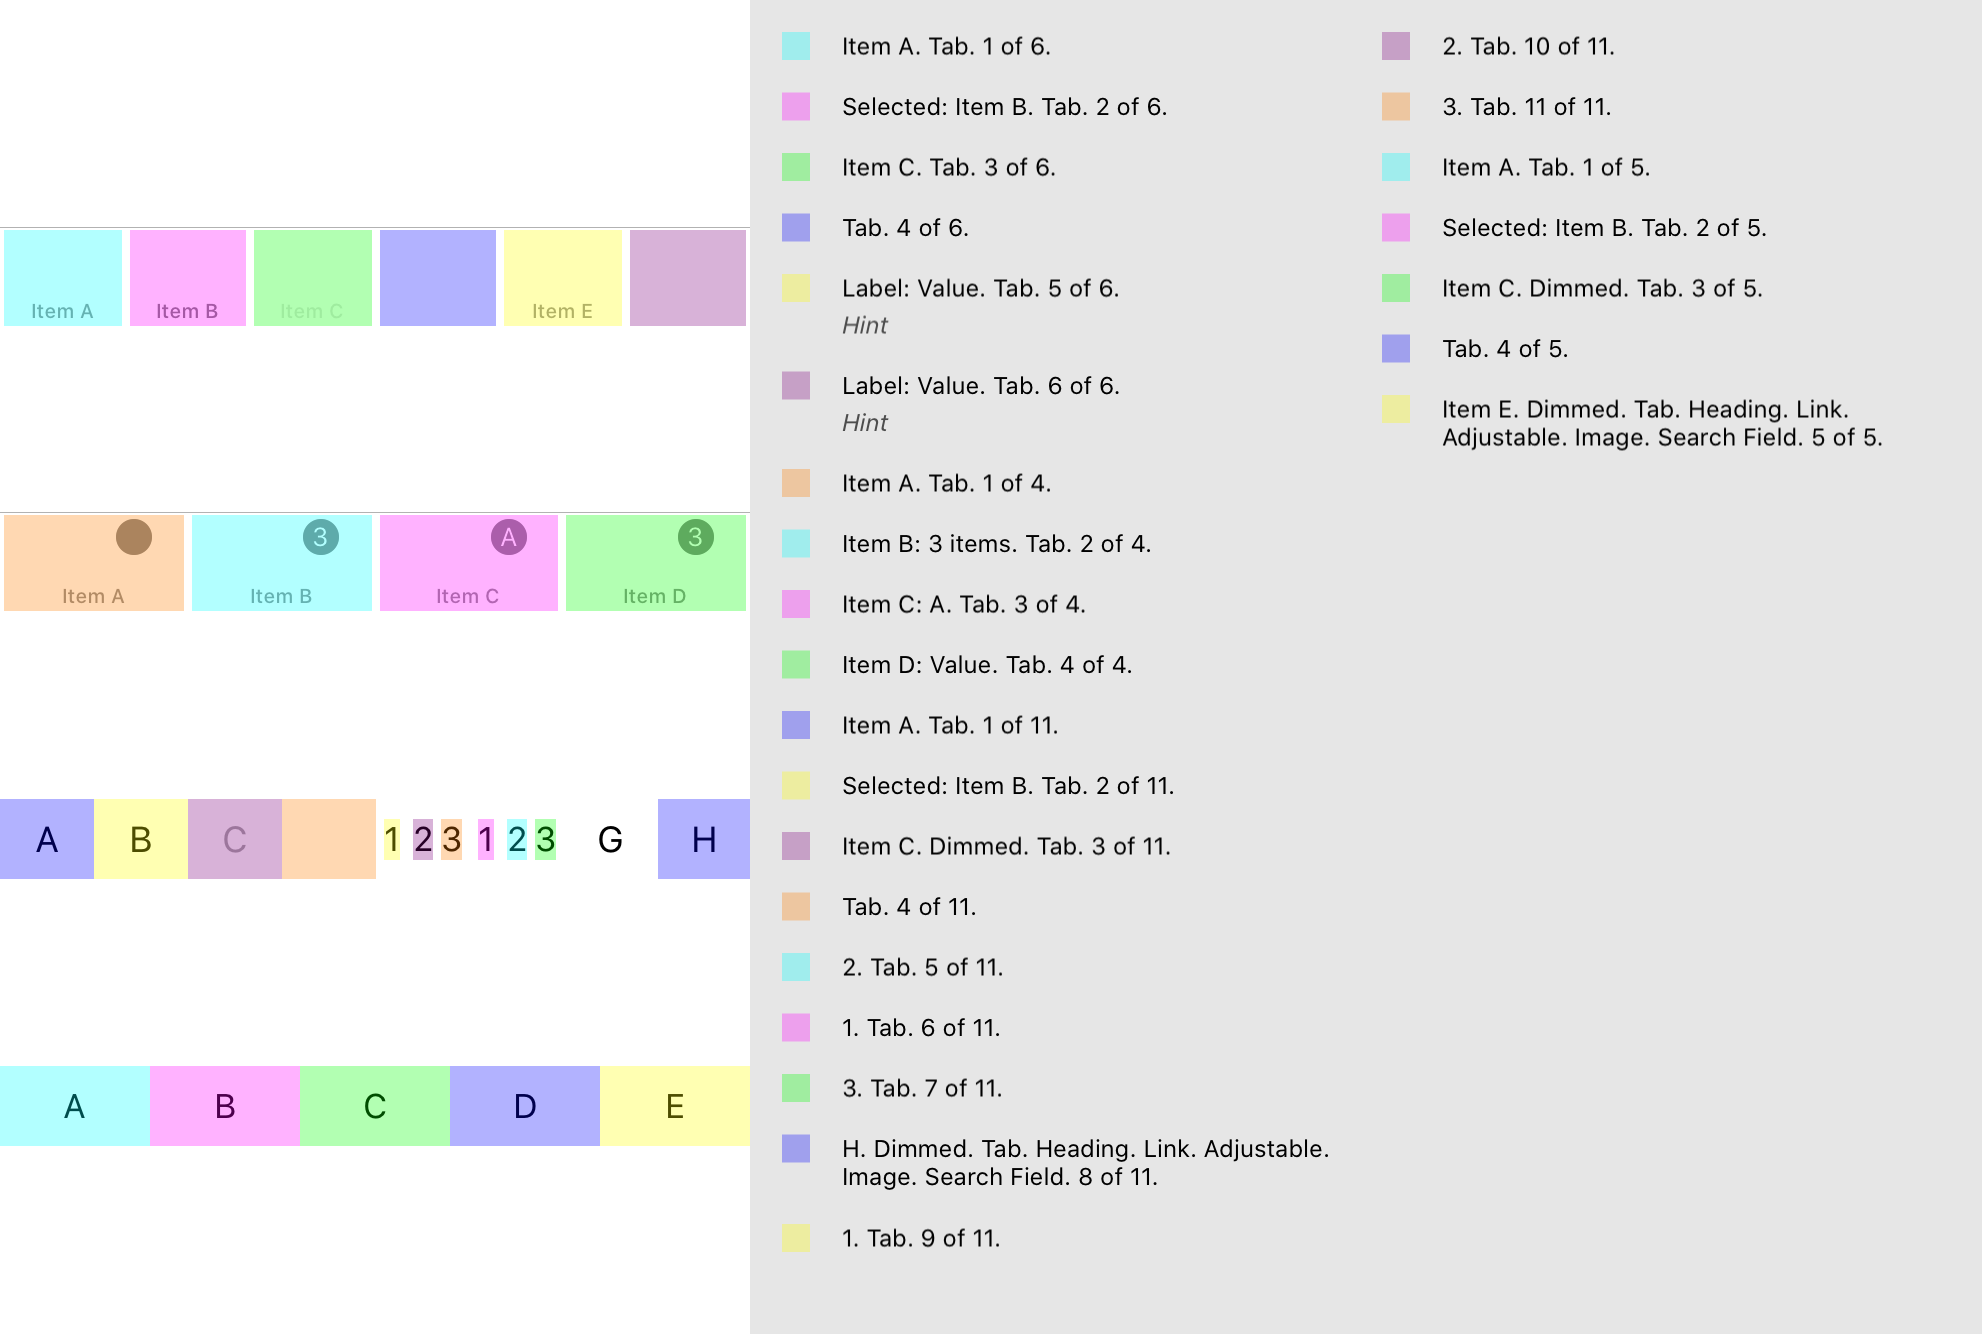 Item A Item B Item C Item E
3 A 3
Item A Item B Item C Item D
A B C 1 2 3 1 2 3 G H
A B C D E
Item A. Tab. 1 of 6.
Selected: Item B. Tab. 2 of 6.
Item C. Tab. 3 of 6.
Tab. 4 of 6.
Label: Value. Tab. 5 of 6.
Hint
Label: Value. Tab. 6 of 6.
Hint
Item A. Tab. 1 of 4.
Item B: 3 items. Tab. 2 of 4.
Item C: A. Tab. 3 of 4.
Item D: Value. Tab. 4 of 4.
Item A. Tab. 1 of 11.
Selected: Item B. Tab. 2 of 11.
Item C. Dimmed. Tab. 3 of 11.
Tab. 4 of 11.
2. Tab. 5 of 11.
1. Tab. 6 of 11.
3. Tab. 7 of 11.
H. Dimmed. Tab. Heading. Link. Adjustable.
Image. Search Field. 8 of 11.
1. Tab. 9 of 11.
2. Tab. 10 of 11.
3. Tab. 11 of 11.
Item A. Tab. 1 of 5.
Selected: Item B. Tab. 2 of 5.
Item C. Dimmed. Tab. 3 of 5.
Tab. 4 of 5.
Item E. Dimmed. Tab. Heading. Link.
Adjustable. Image. Search Field. 5 of 5.